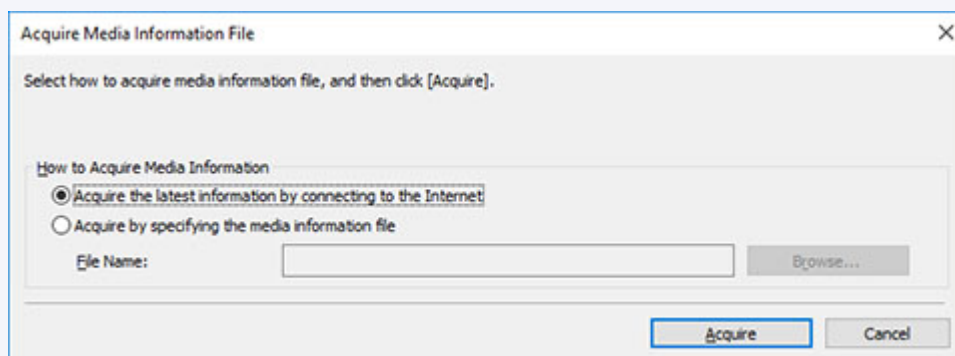 Acquire Media Information File
Select how to acquire media information file, and then click [Acquire].
How to Acquire Media Information
Acquire the latest information by connecting to the Internet
Acquire by specifying the media information file
File Name:
Browse...
Acquire Cancel